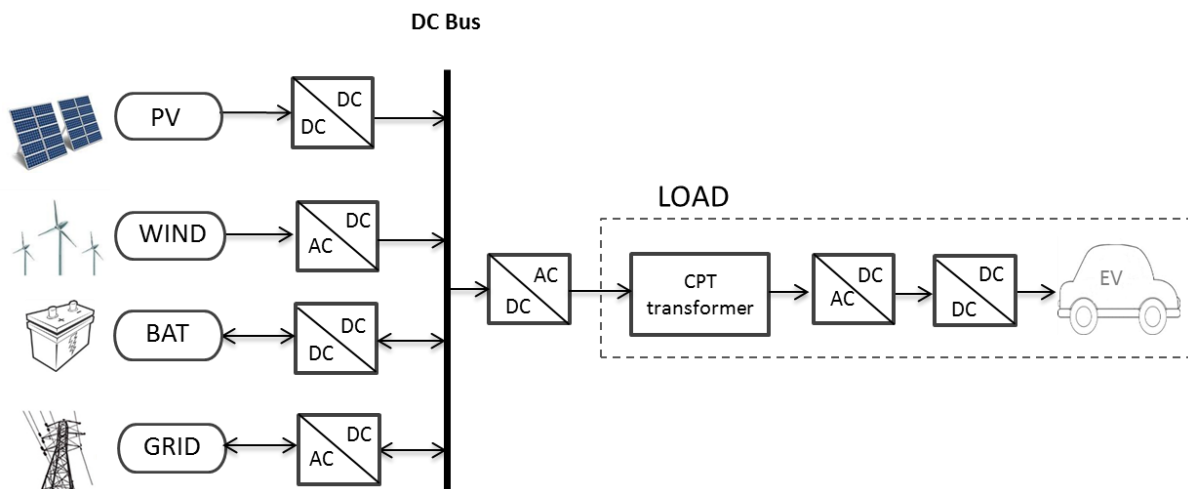 DC Bus
PV
DC
DC
WIND
DC
AC
BAT
DC
DC
GRID
DC
AC
AC
DC
LOAD
CPT
transformer
DC
AC
DC
DC
EV